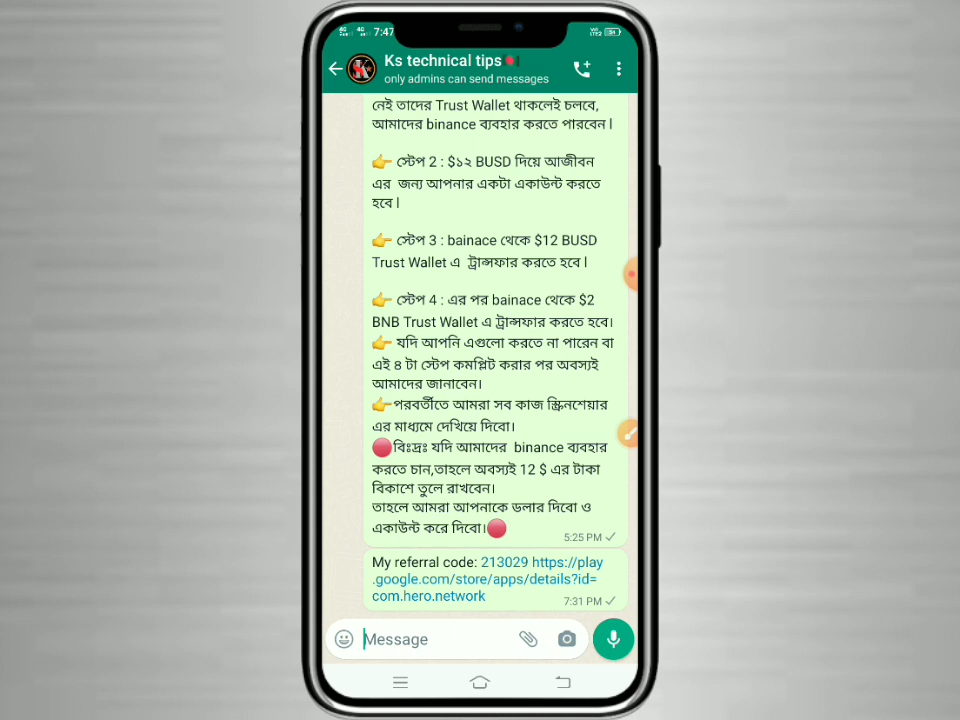 4G 4G 7:47
Vo LTE2 54
Ks technical tips
only admins can send messages
নেই তাদের Trust Wallet থাকলেই চলবে,
আমাদের binance ব্যবহার করতে পারবেন l
👉 স্টেপ 2 : $১২ BUSD দিয়ে আজীবন
এর জন্য আপনার একটা একাউন্ট করতে
হবে l
👉 স্টেপ 3 : bainace থেকে $12 BUSD
Trust Wallet এ ট্রান্সফার করতে হবে l
👉 স্টেপ 4 : এর পর bainace থেকে $2
BNB Trust Wallet এ ট্রান্সফার করতে হবে।
👉 যদি আপনি এগুলো করতে না পারেন বা
এই ৪ টা স্টেপ কমপ্লিট করার পর অবস্যই
আমাদের জানাবেন।
👉পরবর্তীতে আমরা সব কাজ স্ক্রিনশেয়ার
এর মাধ্যমে দেখিয়ে দিবো।
🔴বিঃদ্রঃ যদি আমাদের binance ব্যবহার
করতে চান,তাহলে অবস্যই 12 $ এর টাকা
বিকাশে তুলে রাখবেন।
তাহলে আমরা আপনাকে ডলার দিবো ও
একাউন্ট করে দিবো।🔴
5:25 PM
My referral code: 213029 https://play
.google.com/store/apps/details?id=
com.hero.network
7:31 PM
Message